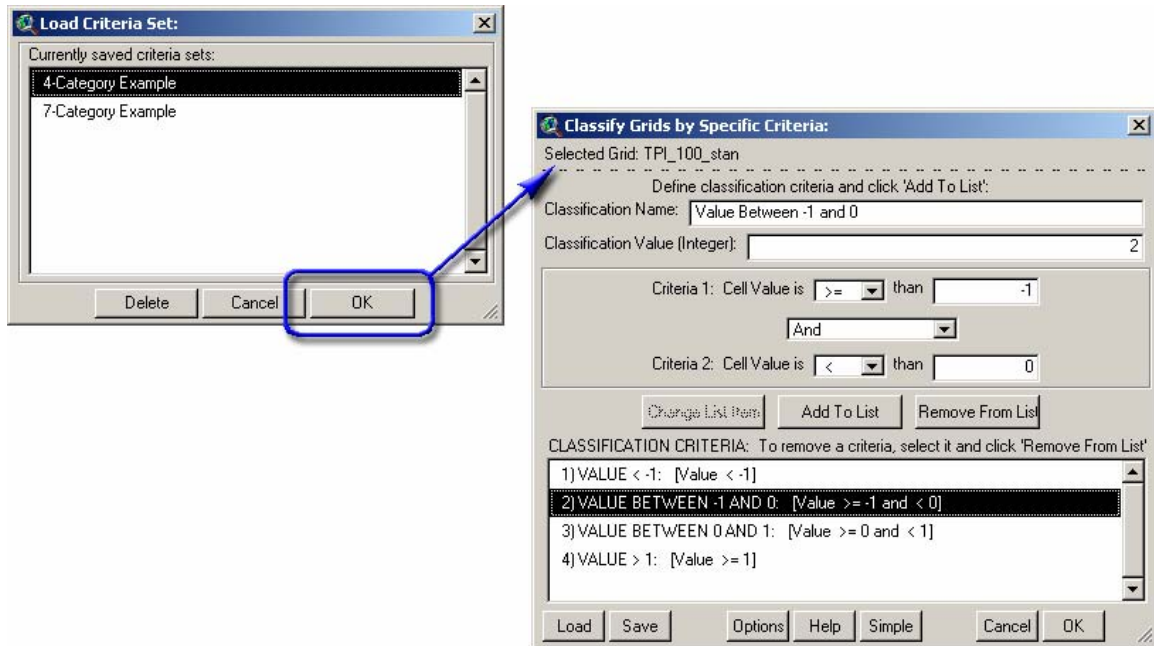 Load Criteria Set:
Currently saved criteria sets:
4-Category Example
7-Category Example
Delete Cancel OK
Classify Grids by Specific Criteria:
Selected Grid: TPI_100_stan
Define classification criteria and click 'Add To List':
Classification Name: Value Between -1 and 0
Classification Value (Integer): 2
Criteria 1: Cell Value is >= than -1
And
Criteria 2: Cell Value is < than 0
Change List Item Add To List Remove From List
CLASSIFICATION CRITERIA: To remove a criteria, select it and click 'Remove From List'
1) VALUE < -1: [Value < -1]
2) VALUE BETWEEN -1 AND 0: [Value >= -1 and < 0]
3) VALUE BETWEEN 0 AND 1: [Value >= 0 and < 1]
4) VALUE > 1: [Value >= 1]
Load Save Options Help Simple Cancel OK